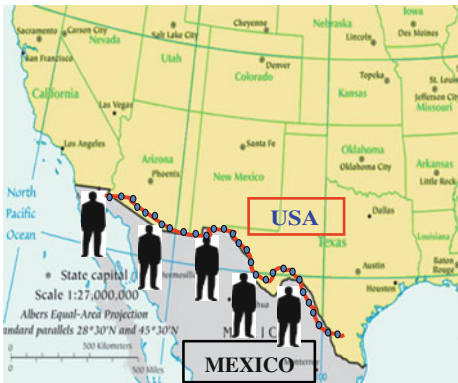 Cheyenne
Nebraska
Iowa
Sacramento
Carson City
Salt Lake City
Lincoln
Des Moines
Nevada
San Francisco
Utah
Denver
Colorado
Topeka
St. Loui
Jefferson City
California
Kansas
Missouri
Las Vegas
Los Angeles
Santa Fe
Oklahoma
Oklahoma City
Arkansas
Little Rock
Arizona
Phoenix
New Mexico
North
Pacific
Ocean
USA
Dallas
Texas
Louisiana
Baton
Rouge
Austin
Houston
State capital
Scale 1:27,000,000
Albers Equal-Area Projection
andard parallels 28°30'N and 45°30'N
500 Kilometers
500 Miles
MEXICO